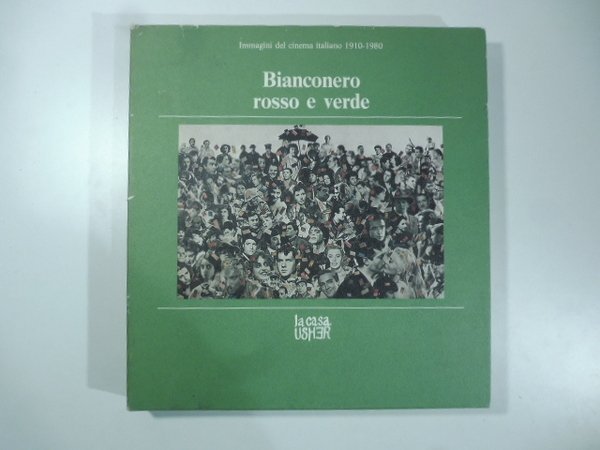 Immagini del cinema italiano 1910-1980
Bianconero
rosso e verde
la casa
USHER